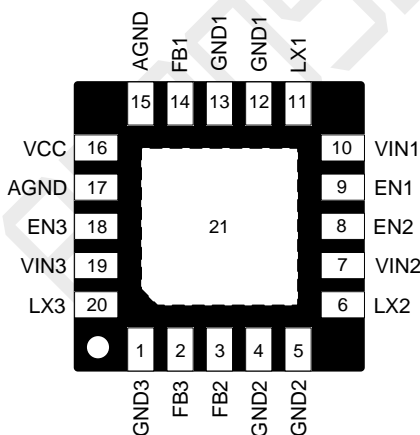 AGND FB1 GND1 GND1 LX1
15 14 13 12 11
VCC 16 10 VIN1
AGND 17 9 EN1
EN3 18 21 8 EN2
VIN3 19 7 VIN2
LX3 20 6 LX2
1 2 3 4 5
GND3 FB3 FB2 GND2 GND2